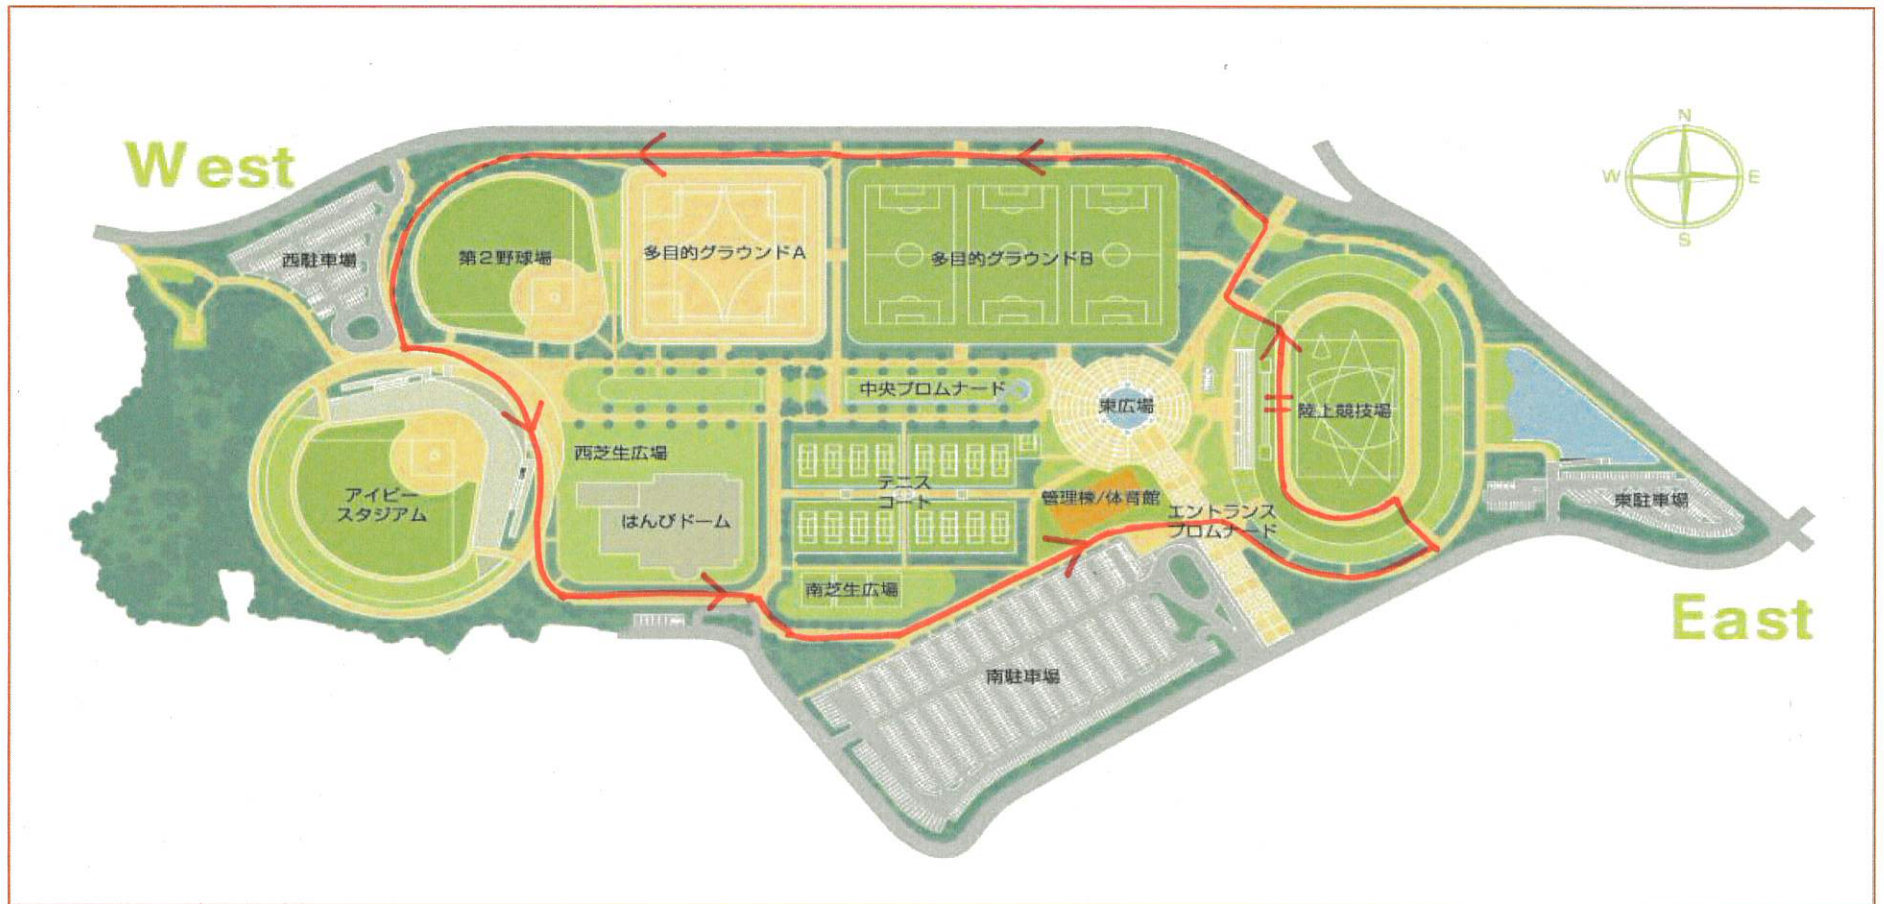 West
N
W
E
S
西駐車場
第2野球場
多目的グラウンドA
多目的グラウンドB
中央プロムナード
東広場
陸上競技場
西芝生広場
アイビー
スタジアム
はんびドーム
テニス
コート
管理棟/体育館
エントランス
プロムナード
東駐車場
南芝生広場
南駐車場
East